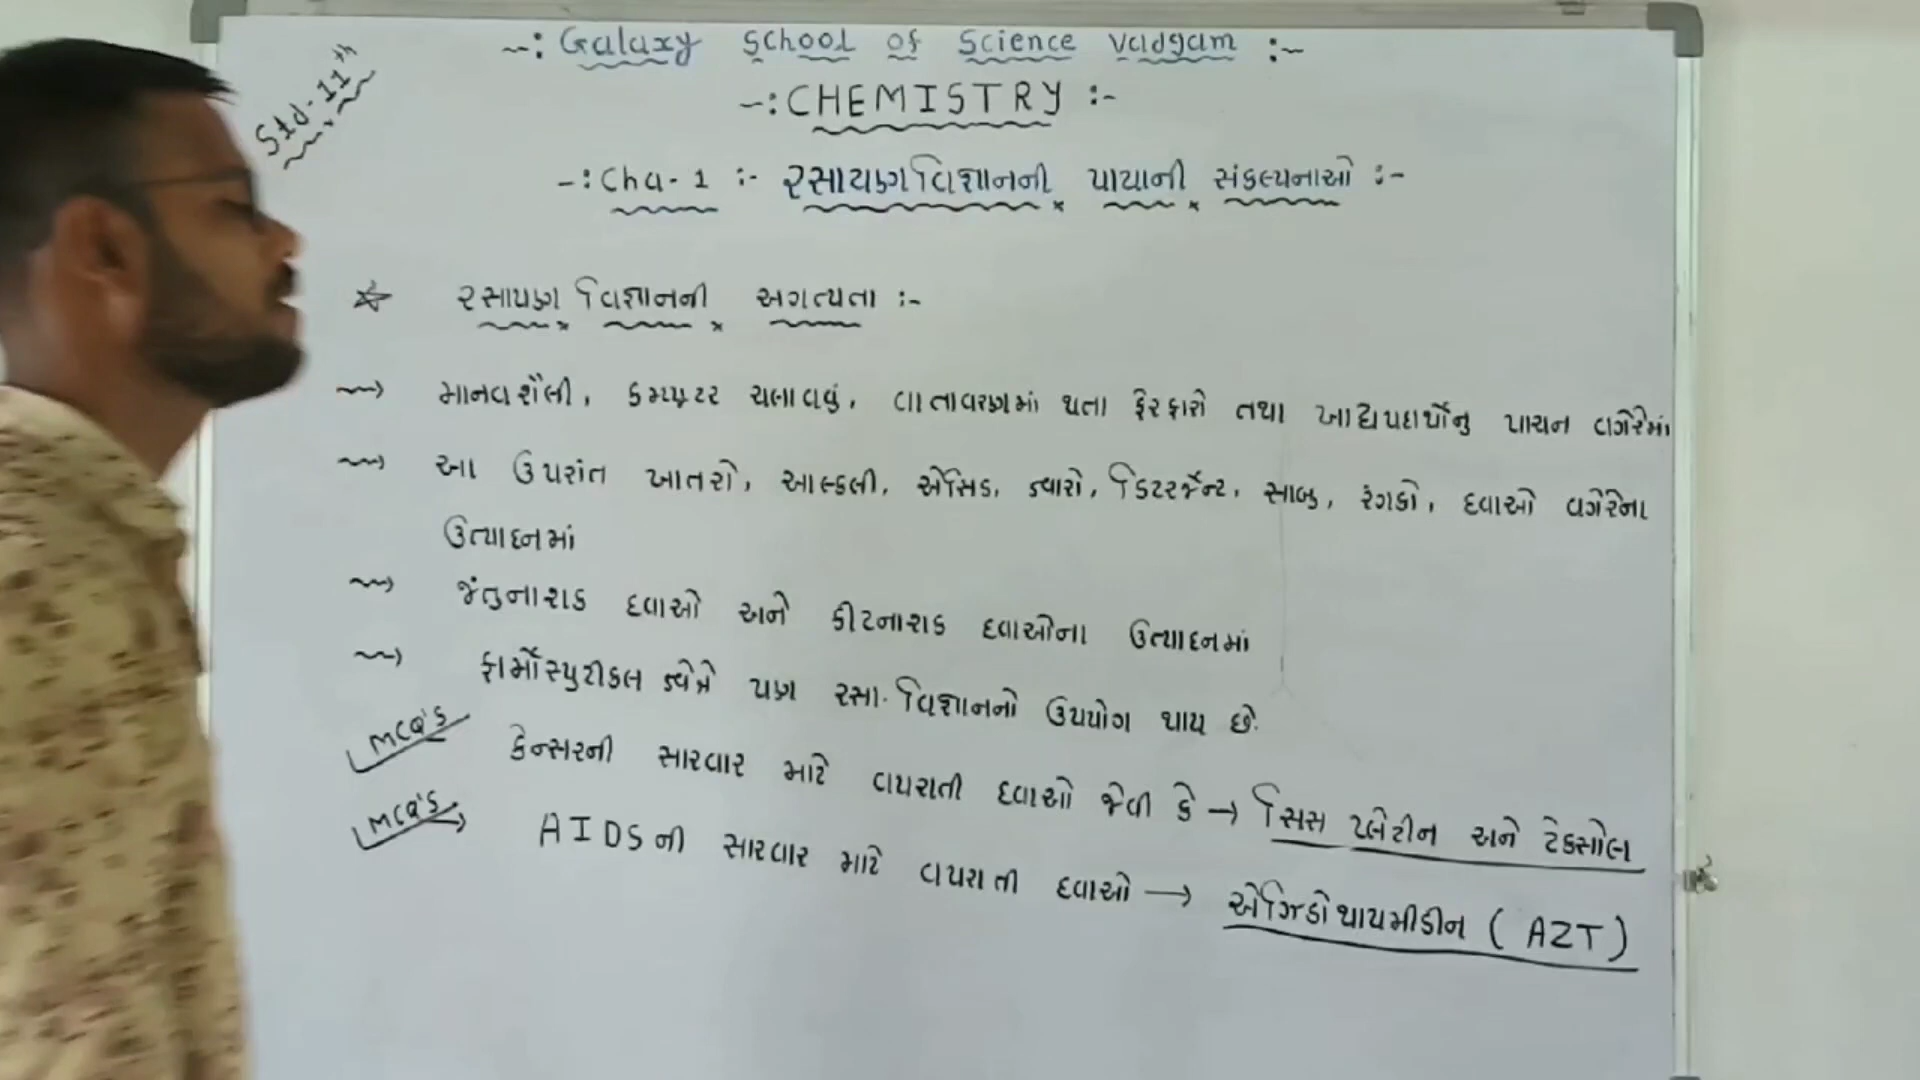 Std-11th
~: Galaxy School of Science Vadgam :~
~: CHEMISTRY :~
-: Cha-1 :- રસાયણવિજ્ઞાનની પાયાની સંકલ્પનાઓ :-
☆ રસાયણ વિજ્ઞાનની અગત્યતા :-
⇝ માનવશૈલી, કમ્પ્યૂટર ચલાવવું, વાતાવરણમાં થતા ફેરફારો તથા ખાદ્યપદાર્થોનુ પાચન વગેરેમાં
⇝ આ ઉપરાંત ખાતરો, આલ્કલી, એસિડ, ક્ષારો, ડિટરર્જન્ટ, સાબુ, રંગકો, દવાઓ વગેરેના
ઉત્પાદનમાં
⇝ જંતુનાશક દવાઓ અને કીટનાશક દવાઓના ઉત્પાદનમાં
⇝ ફાર્માસ્યુટીકલ ક્ષેત્રે પણ રસા. વિજ્ઞાનનો ઉપયોગ થાય છે.
MCQ'S કેન્સરની સારવાર માટે વપરાતી દવાઓ જેવી કે → સિસ પ્લેટીન અને ટેક્સોલ
MCQ'S → AIDS ની સારવાર માટે વપરાતી દવાઓ → એઝિડોથાયમીડીન (AZT)